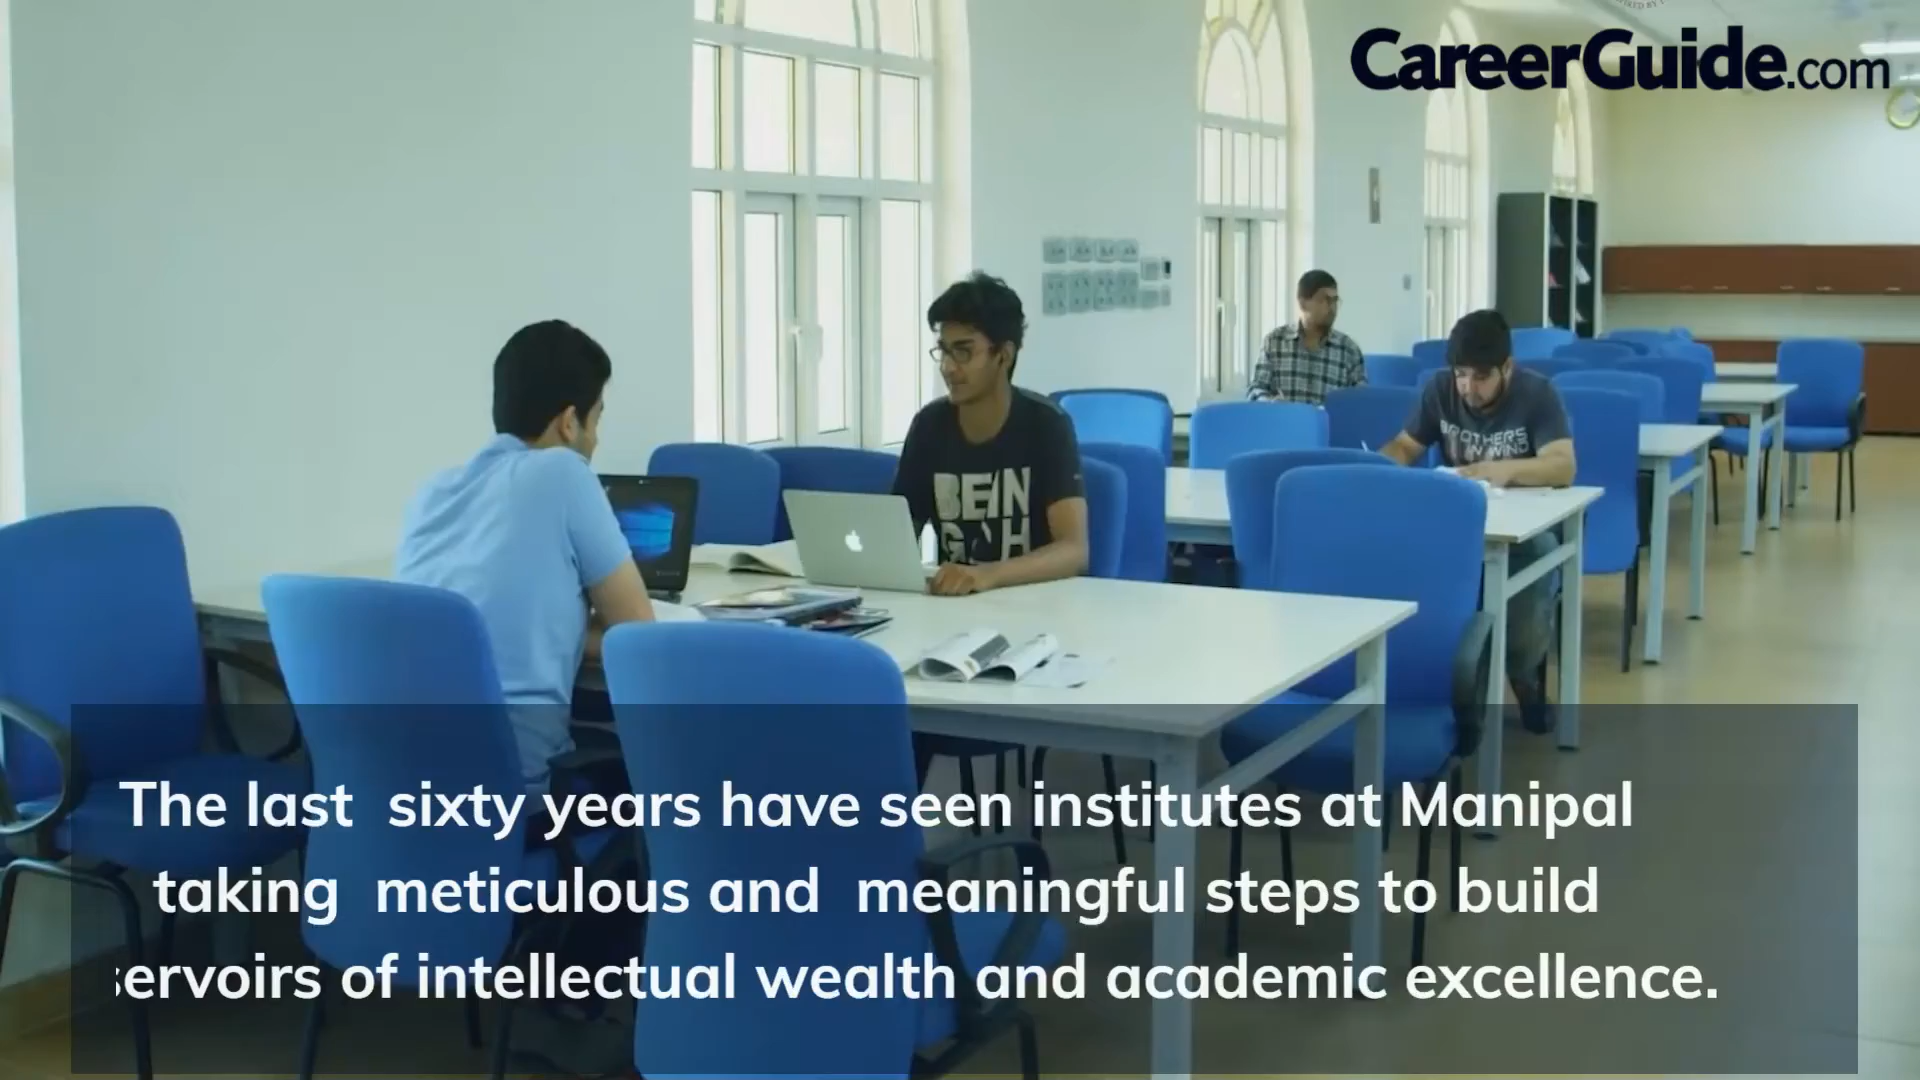 CareerGuide.com
BROTHERS
The last sixty years have seen institutes at Manipal
taking meticulous and meaningful steps to build
ervoirs of intellectual wealth and academic excellence.